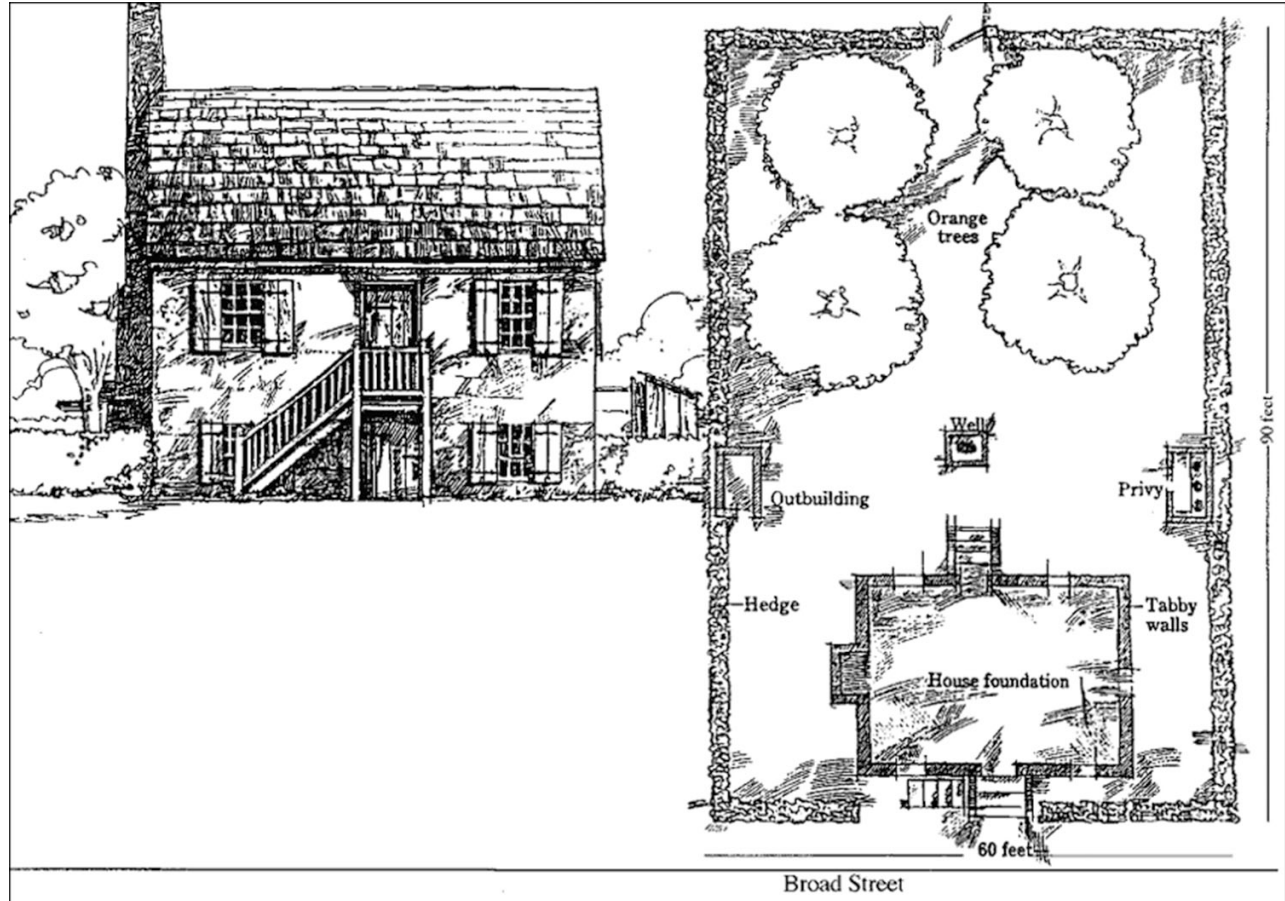 Orange
trees
90 feet
Well
Outbuilding
Privy
Hedge
Tabby
walls
House foundation
60 feet
Broad Street